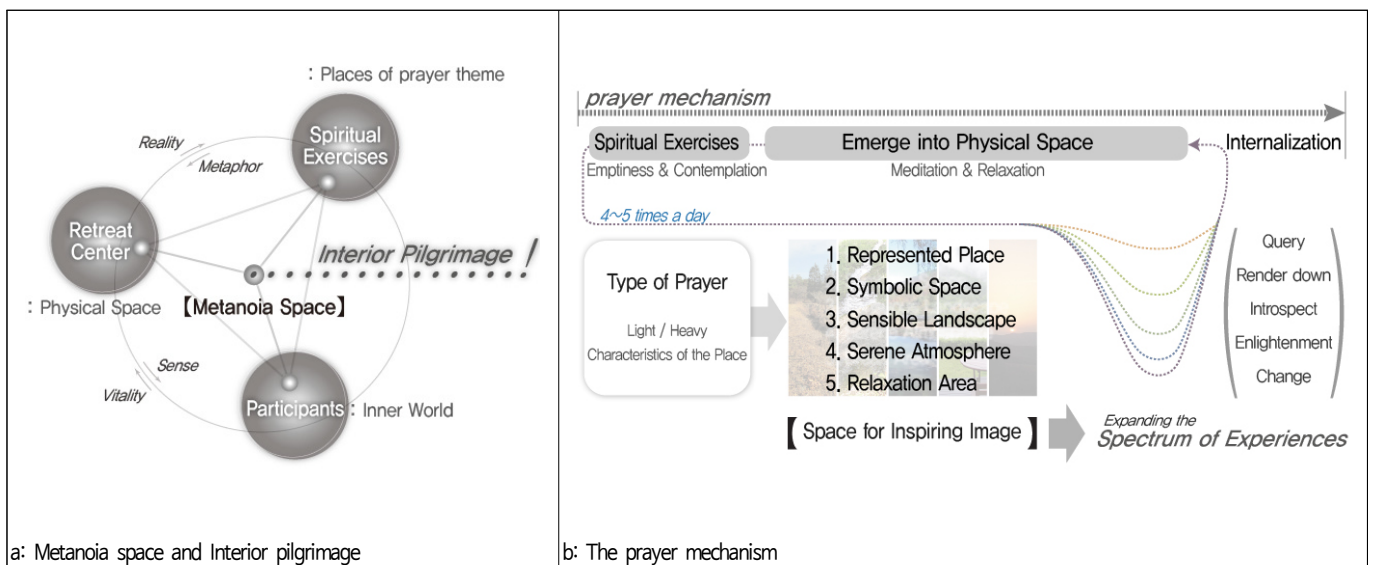 : Places of prayer theme
Spiritual
Exercises
Reality
Metaphor
Retreat
Center
: Physical Space
Interior Pilgrimage !
【Metanoia Space】
Sense
Vitality
Participants
: Inner World
a: Metanoia space and Interior pilgrimage
prayer mechanism
Spiritual Exercises
Emerge into Physical Space
Internalization
Emptiness & Contemplation
Meditation & Relaxation
4~5 times a day
Type of Prayer
Light / Heavy
Characteristics of the Place
1. Represented Place
2. Symbolic Space
3. Sensible Landscape
4. Serene Atmosphere
5. Relaxation Area
【Space for Inspiring Image】
Query
Render down
Introspect
Enlightenment
Change
Expanding the
Spectrum of Experiences
b: The prayer mechanism